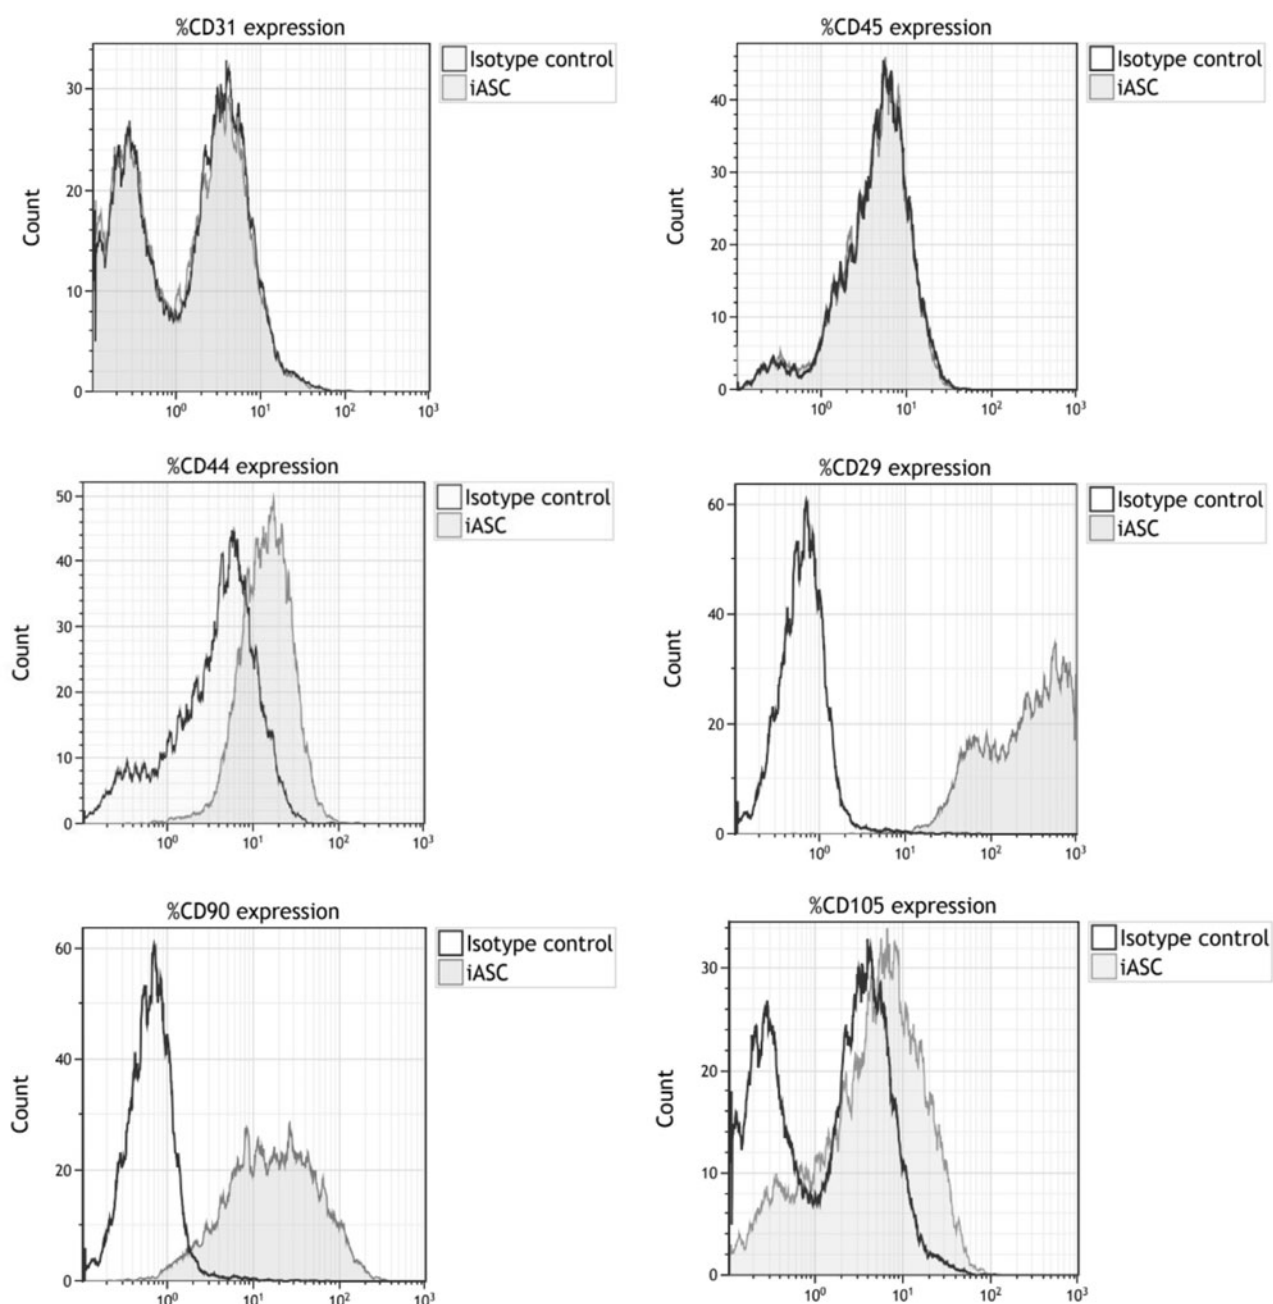 %CD31 expression
Isotype control
iASC
Count
30
20
10
0
10⁰
10¹
10²
10³
%CD45 expression
Isotype control
iASC
Count
40
30
20
10
0
10⁰
10¹
10²
10³
%CD44 expression
Isotype control
iASC
Count
50
40
30
20
10
0
10⁰
10¹
10²
10³
%CD29 expression
Isotype control
iASC
Count
60
40
20
0
10⁰
10¹
10²
10³
%CD90 expression
Isotype control
iASC
Count
60
40
20
0
10⁰
10¹
10²
10³
%CD105 expression
Isotype control
iASC
Count
30
20
10
0
10⁰
10¹
10²
10³